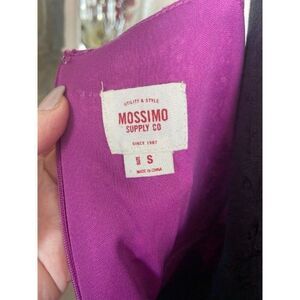 UTILITY & STYLE
MOSSIMO
SUPPLY CO
SINCE 1987
S
MADE IN CHINA